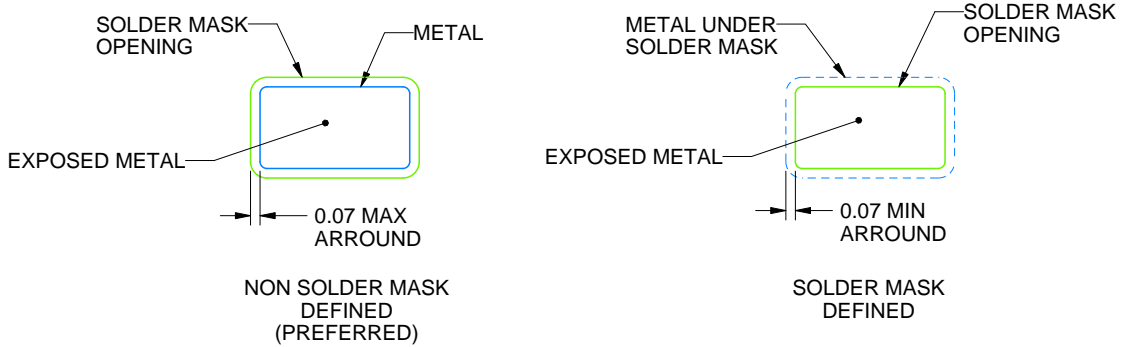 SOLDER MASK
OPENING
METAL
EXPOSED METAL
0.07 MAX
ARROUND
NON SOLDER MASK
DEFINED
(PREFERRED)
METAL UNDER
SOLDER MASK
SOLDER MASK
OPENING
EXPOSED METAL
0.07 MIN
ARROUND
SOLDER MASK
DEFINED